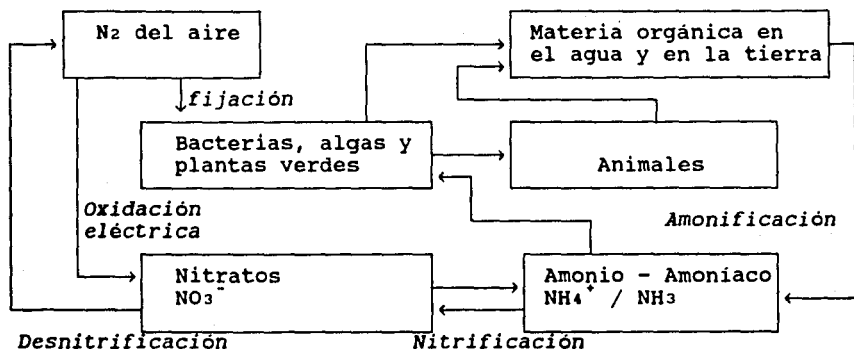 N2 del aire
Materia orgánica en
el agua y en la tierra
fijación
Bacterias, algas y
plantas verdes
Animales
Oxidación
eléctrica
Amonificación
Nitratos
NO3⁻
Amonio - Amoníaco
NH4⁺ / NH3
Desnitrificación
Nitrificación